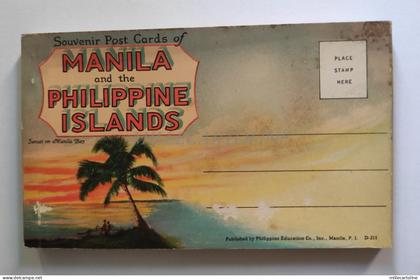 Souvenir Post Cards of
MANILA
and the
PHILIPPINE
ISLANDS
Sunset on Manila Bay
PLACE
STAMP
HERE
Published by Philippine Education Co., Inc., Manila, P. I. D-311